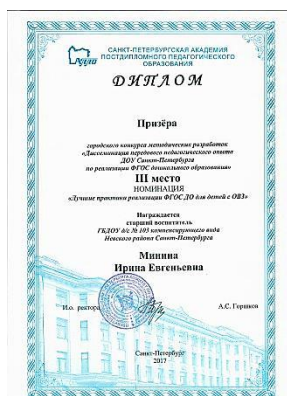 САНКТ-ПЕТЕРБУРГСКАЯ АКАДЕМИЯ
ПОСТДИПЛОМНОГО ПЕДАГОГИЧЕСКОГО
ОБРАЗОВАНИЯ
ДИПЛОМ
Призёра
городского конкурса методических разработок
«Диссеминация передового педагогического опыта
ДОУ Санкт-Петербурга
по реализации ФГОС дошкольного образования»
III место
НОМИНАЦИЯ
«Лучшие практики реализации ФГОС ДО для детей с ОВЗ»
Награждается
старший воспитатель
ГБДОУ д/с № 103 компенсирующего вида
Невского района Санкт-Петербурга
Минина
Ирина Евгеньевна
И.о. ректора
А.С. Горшков
Санкт-Петербург
2017